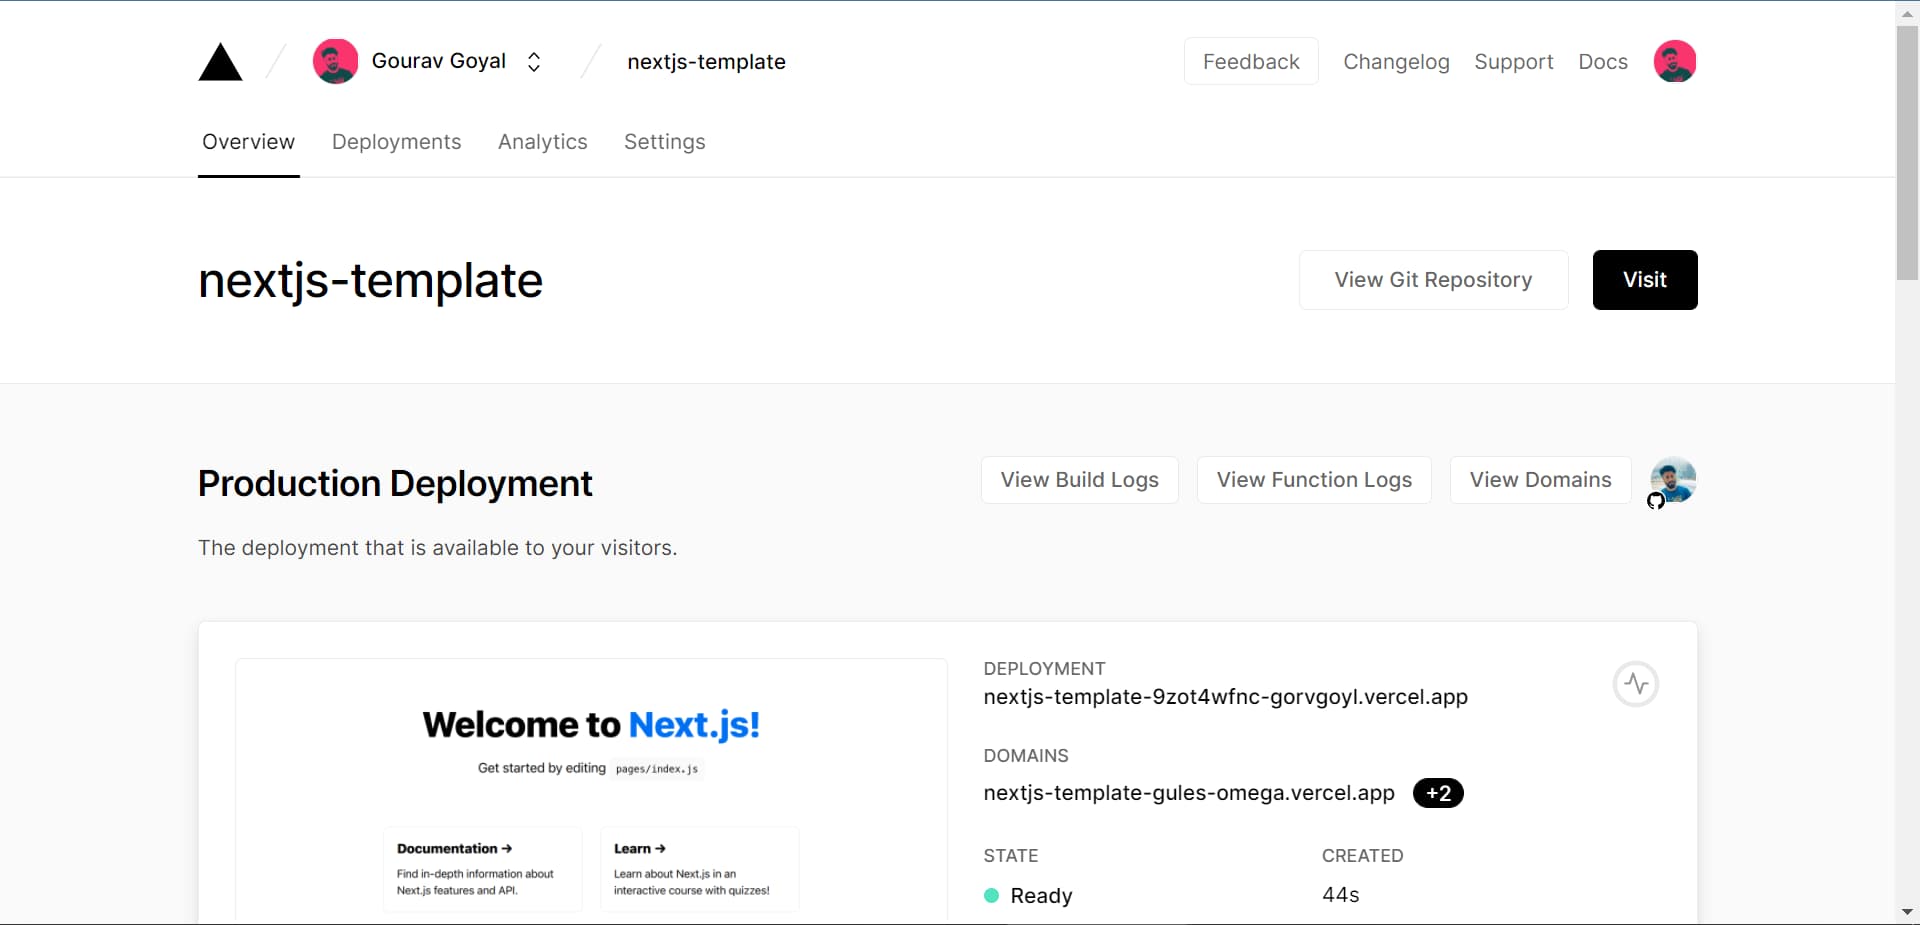 Gourav Goyal
nextjs-template
Feedback
Changelog
Support
Docs
Overview
Deployments
Analytics
Settings
nextjs-template
View Git Repository
Visit
Production Deployment
View Build Logs
View Function Logs
View Domains
The deployment that is available to your visitors.
Welcome to Next.js!
Get started by editing pages/index.js
Documentation →
Find in-depth information about
Next.js features and API.
Learn →
Learn about Next.js in an
interactive course with quizzes!
DEPLOYMENT
nextjs-template-9zot4wfnc-gorvgoyl.vercel.app
DOMAINS
nextjs-template-gules-omega.vercel.app +2
STATE
Ready
CREATED
44s